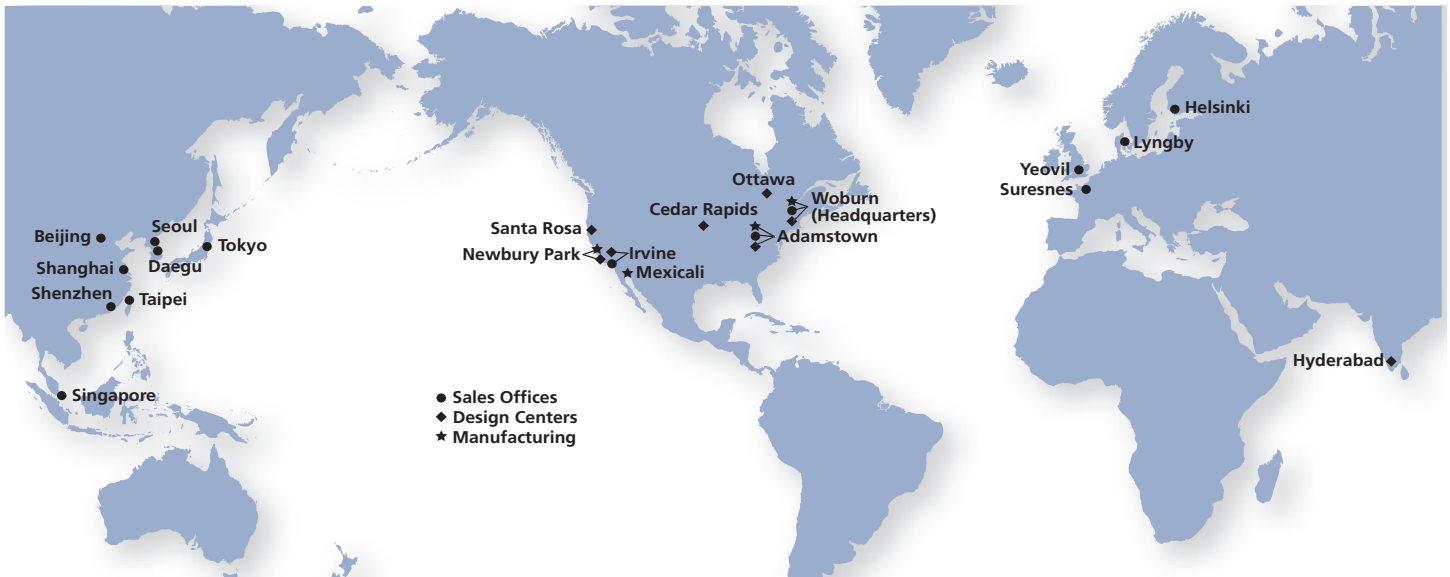 Helsinki
Lyngby
Yeovil
Suresnes
Ottawa
Woburn
(Headquarters)
Cedar Rapids
Adamstown
Santa Rosa
Newbury Park
Irvine
Mexicali
Seoul
Beijing
Tokyo
Daegu
Shanghai
Shenzhen
Taipei
Hyderabad
Singapore
Sales Offices
Design Centers
Manufacturing